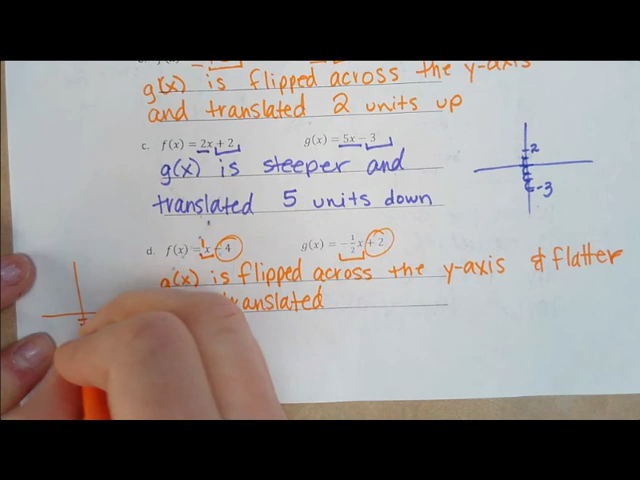 g(x) is flipped across the y-axis
and translated 2 units up
c. f(x) = 2x + 2 g(x) = 5x - 3
g(x) is steeper and
translated 5 units down
2
-3
d. f(x) = x - 4 g(x) = -1/2x + 2
g(x) is flipped across the y-axis & flatter
translated